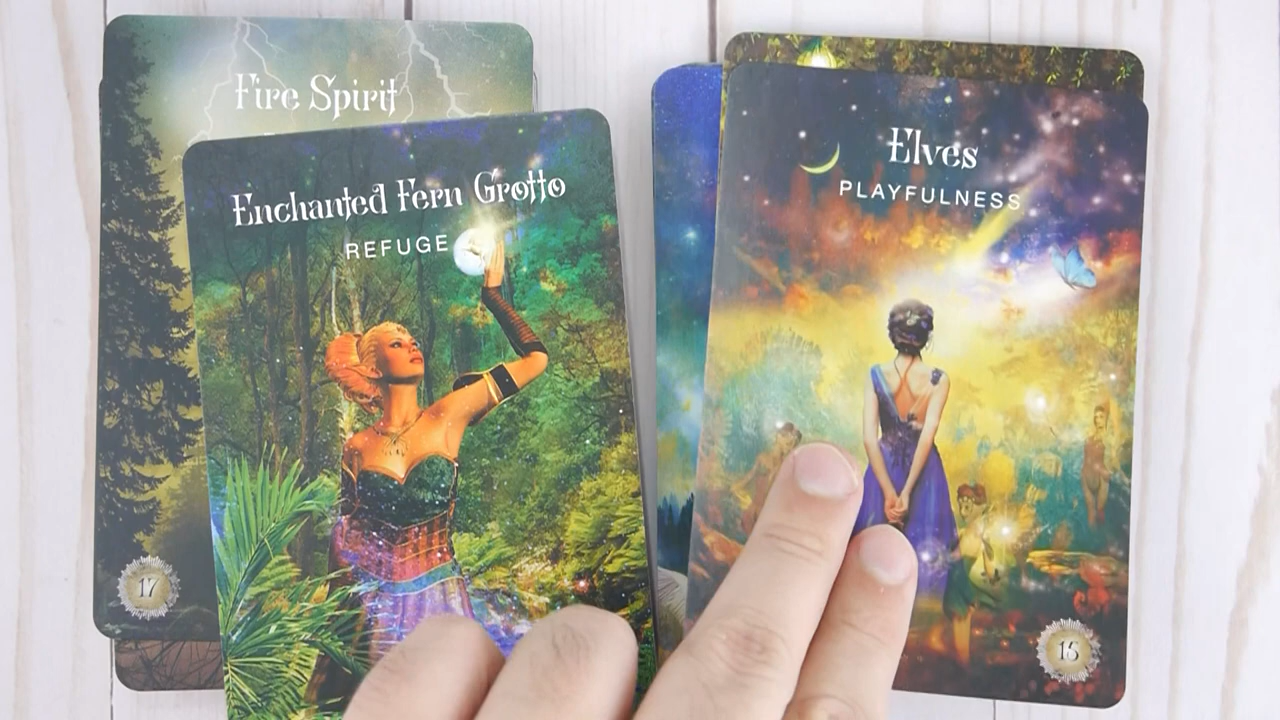 Fire Spirit
Enchanted Fern Grotto
REFUGE
17
Elves
PLAYFULNESS
15